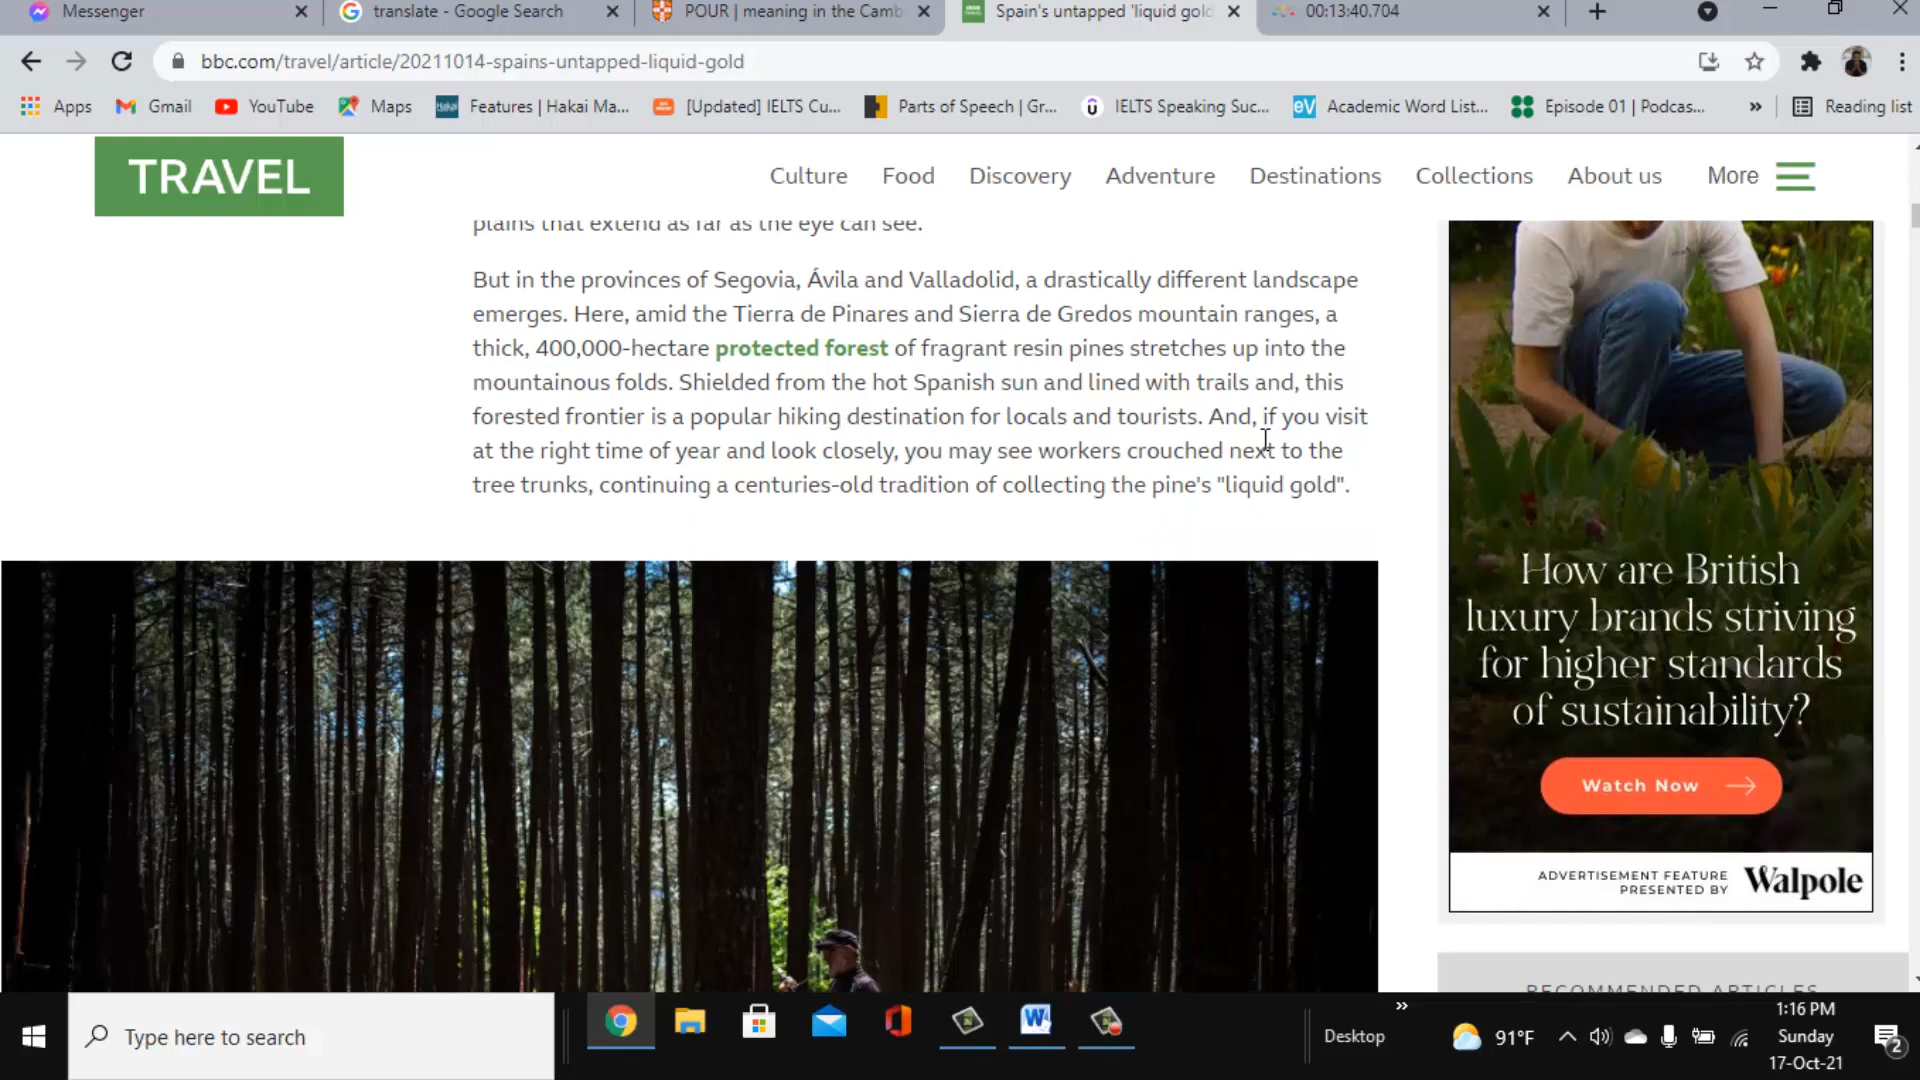 Messenger
translate - Google Search
POUR | meaning in the Camb
Spain's untapped 'liquid gol
00:13:40.704
bbc.com/travel/article/20211014-spains-untapped-liquid-gold
Apps
Gmail
YouTube
Maps
Hakai
Features | Hakai Ma...
[Updated] IELTS Cu...
Parts of Speech | Gr...
IELTS Speaking Suc...
eV
Academic Word List...
Episode 01 | Podcas...
»
Reading list
TRAVEL
Culture
Food
Discovery
Adventure
Destinations
Collections
About us
More
plains that extend as far as the eye can see.
But in the provinces of Segovia, Ávila and Valladolid, a drastically different landscape
emerges. Here, amid the Tierra de Pinares and Sierra de Gredos mountain ranges, a
thick, 400,000-hectare protected forest of fragrant resin pines stretches up into the
mountainous folds. Shielded from the hot Spanish sun and lined with trails and, this
forested frontier is a popular hiking destination for locals and tourists. And, if you visit
at the right time of year and look closely, you may see workers crouched next to the
tree trunks, continuing a centuries-old tradition of collecting the pine's "liquid gold".
How are British
luxury brands striving
for higher standards
of sustainability?
Watch Now
ADVERTISEMENT FEATURE
PRESENTED BY
Walpole
RECOMMENDED ARTICLES
Type here to search
Desktop
»
91°F
1:16 PM
Sunday
17-Oct-21
2